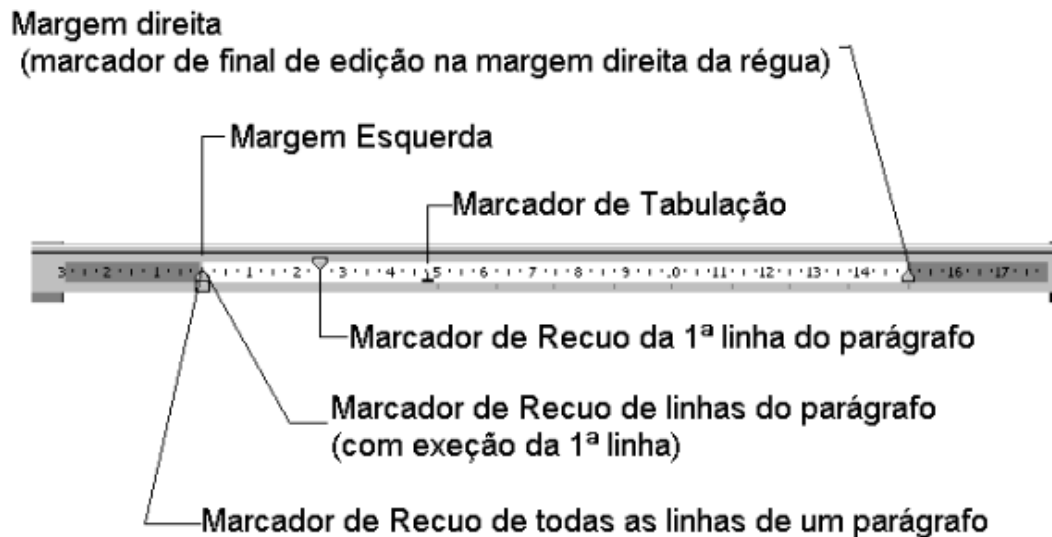 Margem direita
(marcador de final de edição na margem direita da régua)
Margem Esquerda
Marcador de Tabulação
3 2 1 1 2 3 5 6 7 8 9 .0 11 12 13 14 16 17
Marcador de Recuo da 1ª linha do parágrafo
Marcador de Recuo de linhas do parágrafo
(com exeção da 1ª linha)
Marcador de Recuo de todas as linhas de um parágrafo